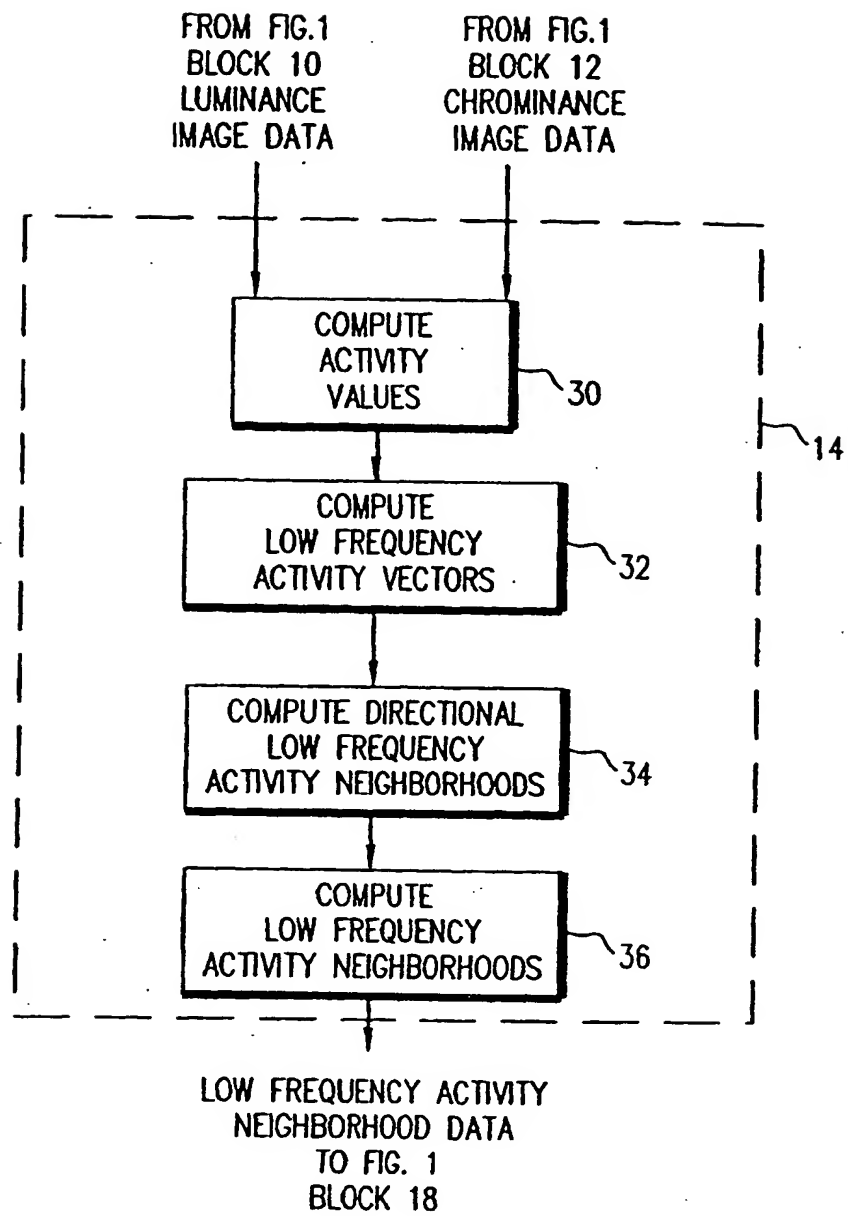 FROM FIG.1
BLOCK 10
LUMINANCE
IMAGE DATA
FROM FIG.1
BLOCK 12
CHROMINANCE
IMAGE DATA
COMPUTE
ACTIVITY
VALUES
30
14
COMPUTE
LOW FREQUENCY
ACTIVITY VECTORS
32
COMPUTE DIRECTIONAL
LOW FREQUENCY
ACTIVITY NEIGHBORHOODS
34
COMPUTE
LOW FREQUENCY
ACTIVITY NEIGHBORHOODS
36
LOW FREQUENCY ACTIVITY
NEIGHBORHOOD DATA
TO FIG. 1
BLOCK 18